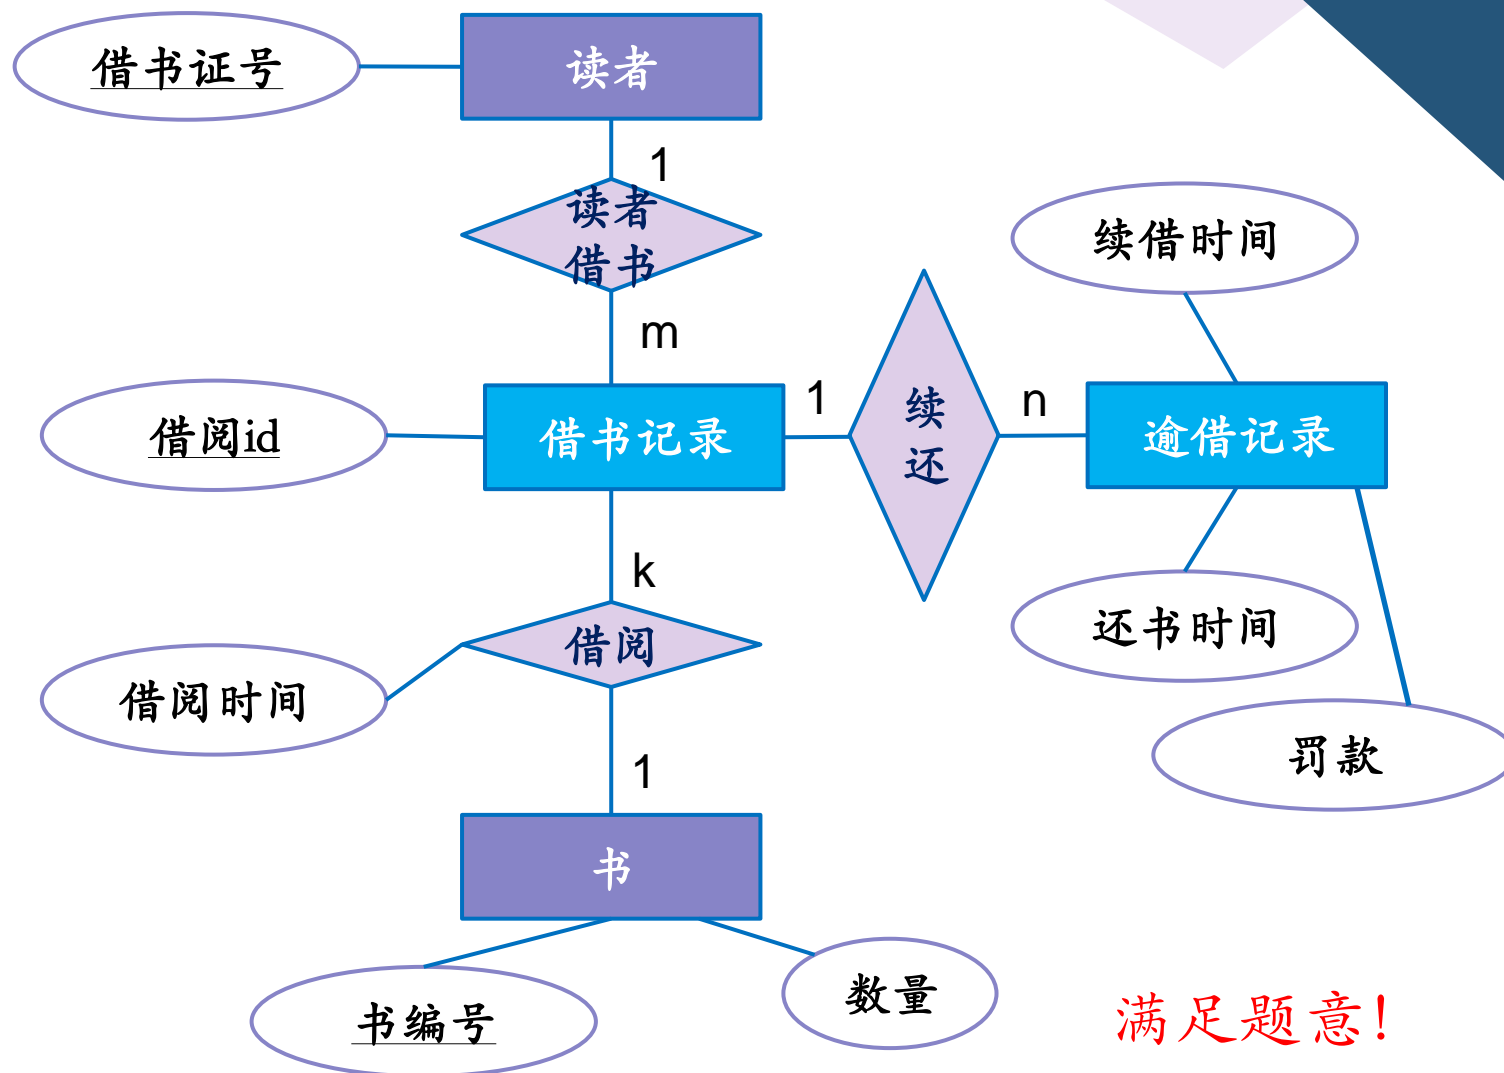 借书证号
读者
1
读者
借书
续借时间
m
借阅id
借书记录
1
续
还
n
逾借记录
k
借阅
还书时间
借阅时间
罚款
1
书
数量
书编号
满足题意!